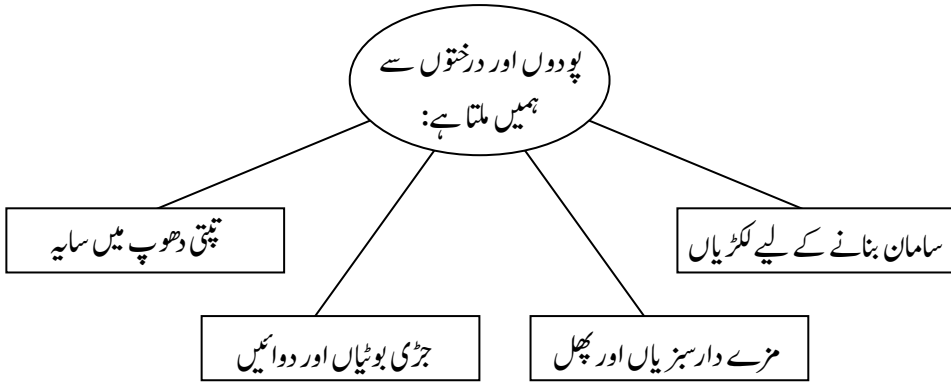 پودوں اور درختوں سے
ہمیں ملتا ہے:
سامان بنانے کے لیے لکڑیاں
مزے دار سبزیاں اور پھل
جڑی بوٹیاں اور دوائیں
تپتی دھوپ میں سایہ